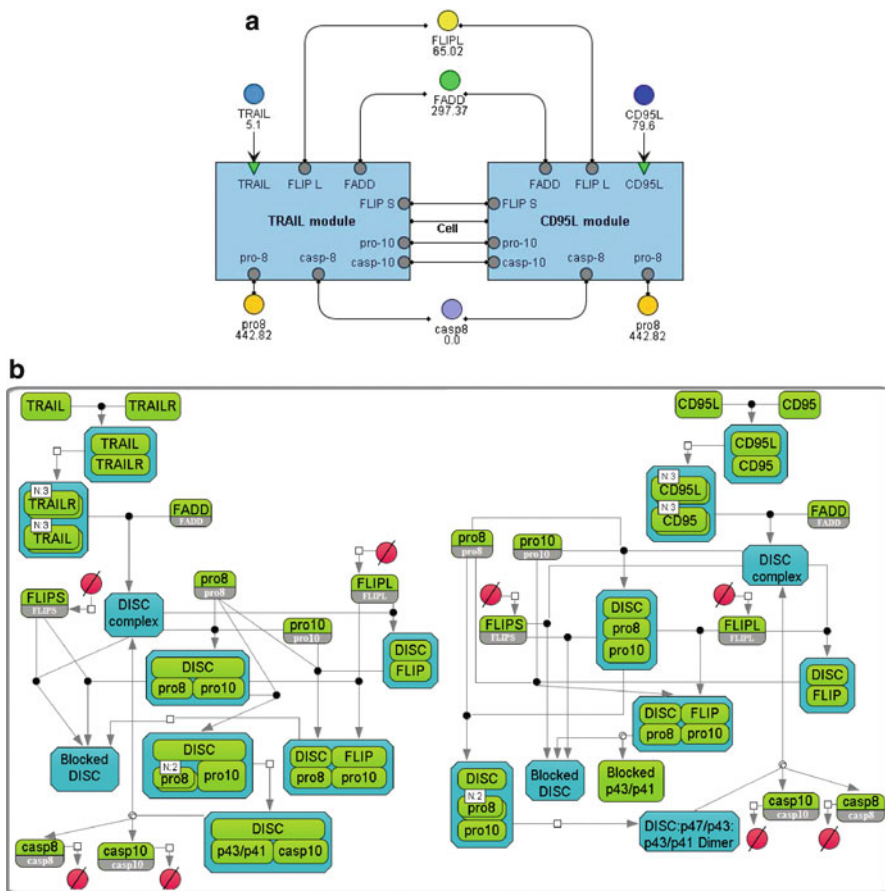 a
FLIPL
65.02
FADD
297.37
TRAIL
5.1
CD95L
79.6
TRAIL FLIP L FADD
FADD FLIP L CD95L
FLIP S
FLIP S
TRAIL module
Cell
CD95L module
pro-10
pro-10
pro-8 casp-8 casp-10
casp-10 casp-8 pro-8
pro8
442.82
casp8
0.0
pro8
442.82
b
TRAIL
TRAILR
TRAIL
TRAILR
N:3
TRAILR
N:3
TRAIL
FADD
FADD
FLIPS
FLIPS
DISC
complex
pro8
pro8
FLIPL
FLIPL
pro10
pro10
DISC
FLIP
DISC
pro8 pro10
Blocked
DISC
DISC
N:2
pro8
pro10
DISC FLIP
pro8 pro10
DISC
p43/p41 casp10
casp8
casp8
casp10
casp10
CD95L
CD95
CD95L
CD95
N:3
CD95L
N:3
CD95
FADD
FADD
pro8
pro8
pro10
pro10
DISC
complex
FLIPS
FLIPS
DISC
pro8
pro10
FLIPL
FLIPL
DISC
FLIP
DISC FLIP
pro8 pro10
DISC
N:2
pro8
pro10
Blocked
DISC
Blocked
p43/p41
DISC:p47/p43:
p43/p41 Dimer
casp10
casp10
casp8
casp8